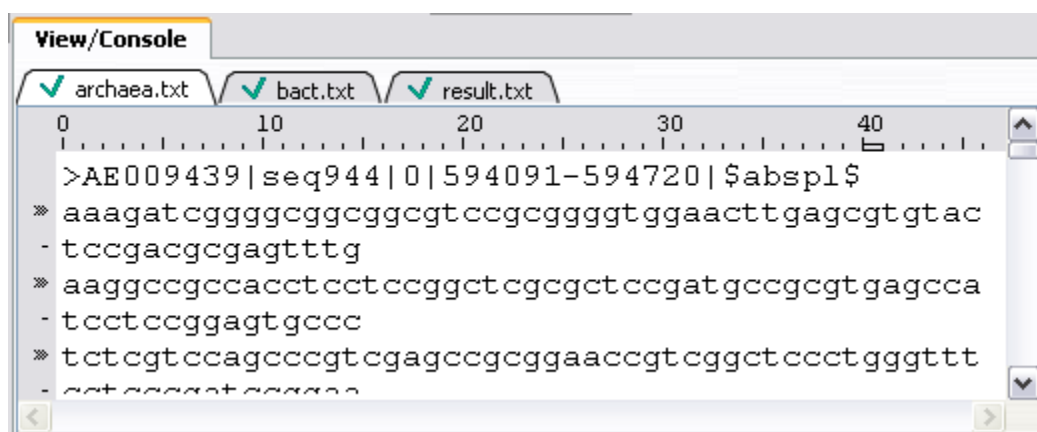 View/Console
archaea.txt bact.txt result.txt
0 10 20 30 40
>AE009439|seq944|0|594091-594720|$abspl$
aaagatcggggcggcggcgtccgcggggtggaacttgagcgtgtac
tccgacgcgagtttg
aaggccgccacctcctccggctcgcgctccgatgccgcgtgagcca
tcctccggagtgccc
tctcgtccagcccgtcgagccgcggaaccgtcggctccctgggttt